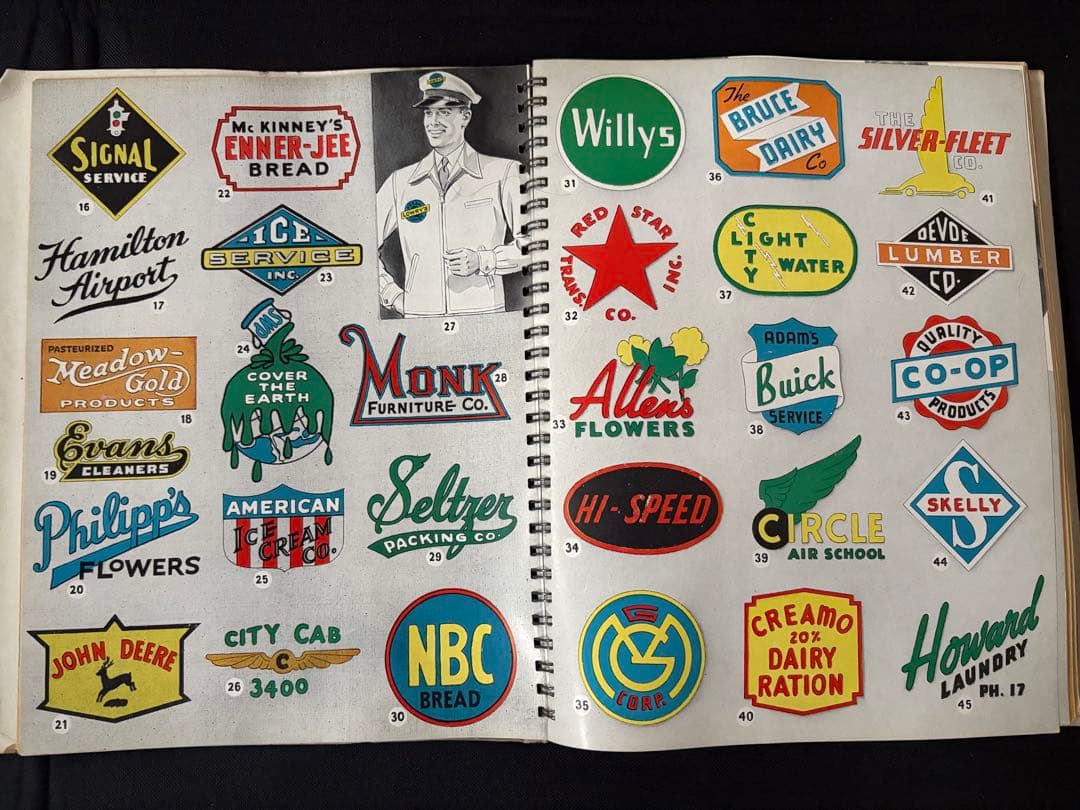 SIGNAL
SERVICE
16
Hamilton
Airport
17
PASTEURIZED
Meadow-
Gold
PRODUCTS
18
Evans
CLEANERS
19
Philipp's
FLOWERS
20
JOHN DEERE
21
Mc KINNEY'S
ENNER-JEE
BREAD
22
ICE
SERVICE
INC.
23
SWP
24
COVER
THE
EARTH
AMERICAN
ICE
CREAM
CO.
25
CITY CAB
C
26
3400
LOWRY'S
27
MONK
28
FURNITURE CO.
Seltzer
PACKING CO.
29
NBC
BREAD
30
Willys
31
RED STAR
TRANS.
INC.
CO.
32
Allens
33
FLOWERS
HI-SPEED
34
G
M
CORP.
35
The
BRUCE
DAIRY
Co
36
CITY
LIGHT
WATER
37
ADAM'S
Buick
SERVICE
38
CIRCLE
AIR SCHOOL
39
CREAMO
20%
DAIRY
RATION
40
THE
SILVER-FLEET
CO.
41
DEVOE
LUMBER
CO.
42
QUALITY
CO-OP
PRODUCTS
43
S
SKELLY
44
Howard
LAUNDRY
PH. 17
45